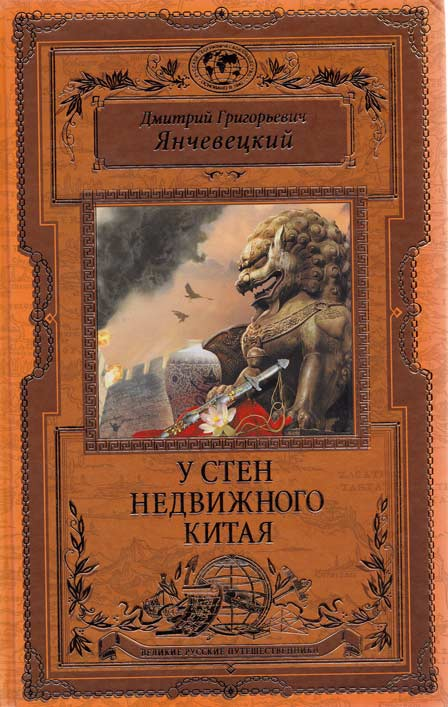 Дмитрий Григорьевич
Янчевецкий
У СТЕН
НЕДВИЖНОГО
КИТАЯ
ВЕЛИКИЕ РУССКИЕ ПУТЕШЕСТВЕННИКИ